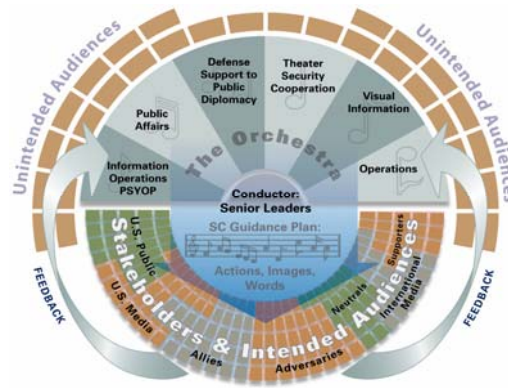 Unintended Audiences
Unintended Audiences
Defense
Support to
Public
Diplomacy
Theater
Security
Cooperation
Public
Affairs
Visual
Information
Information
Operations
PSYOP
Operations
The Orchestra
Conductor:
Senior Leaders
SC Guidance Plan:
Actions, Images,
Words
Stakeholders & Intended Audiences
U.S. Public
U.S. Media
Allies
Adversaries
Neutrals
International
Media
Supporters
FEEDBACK
FEEDBACK